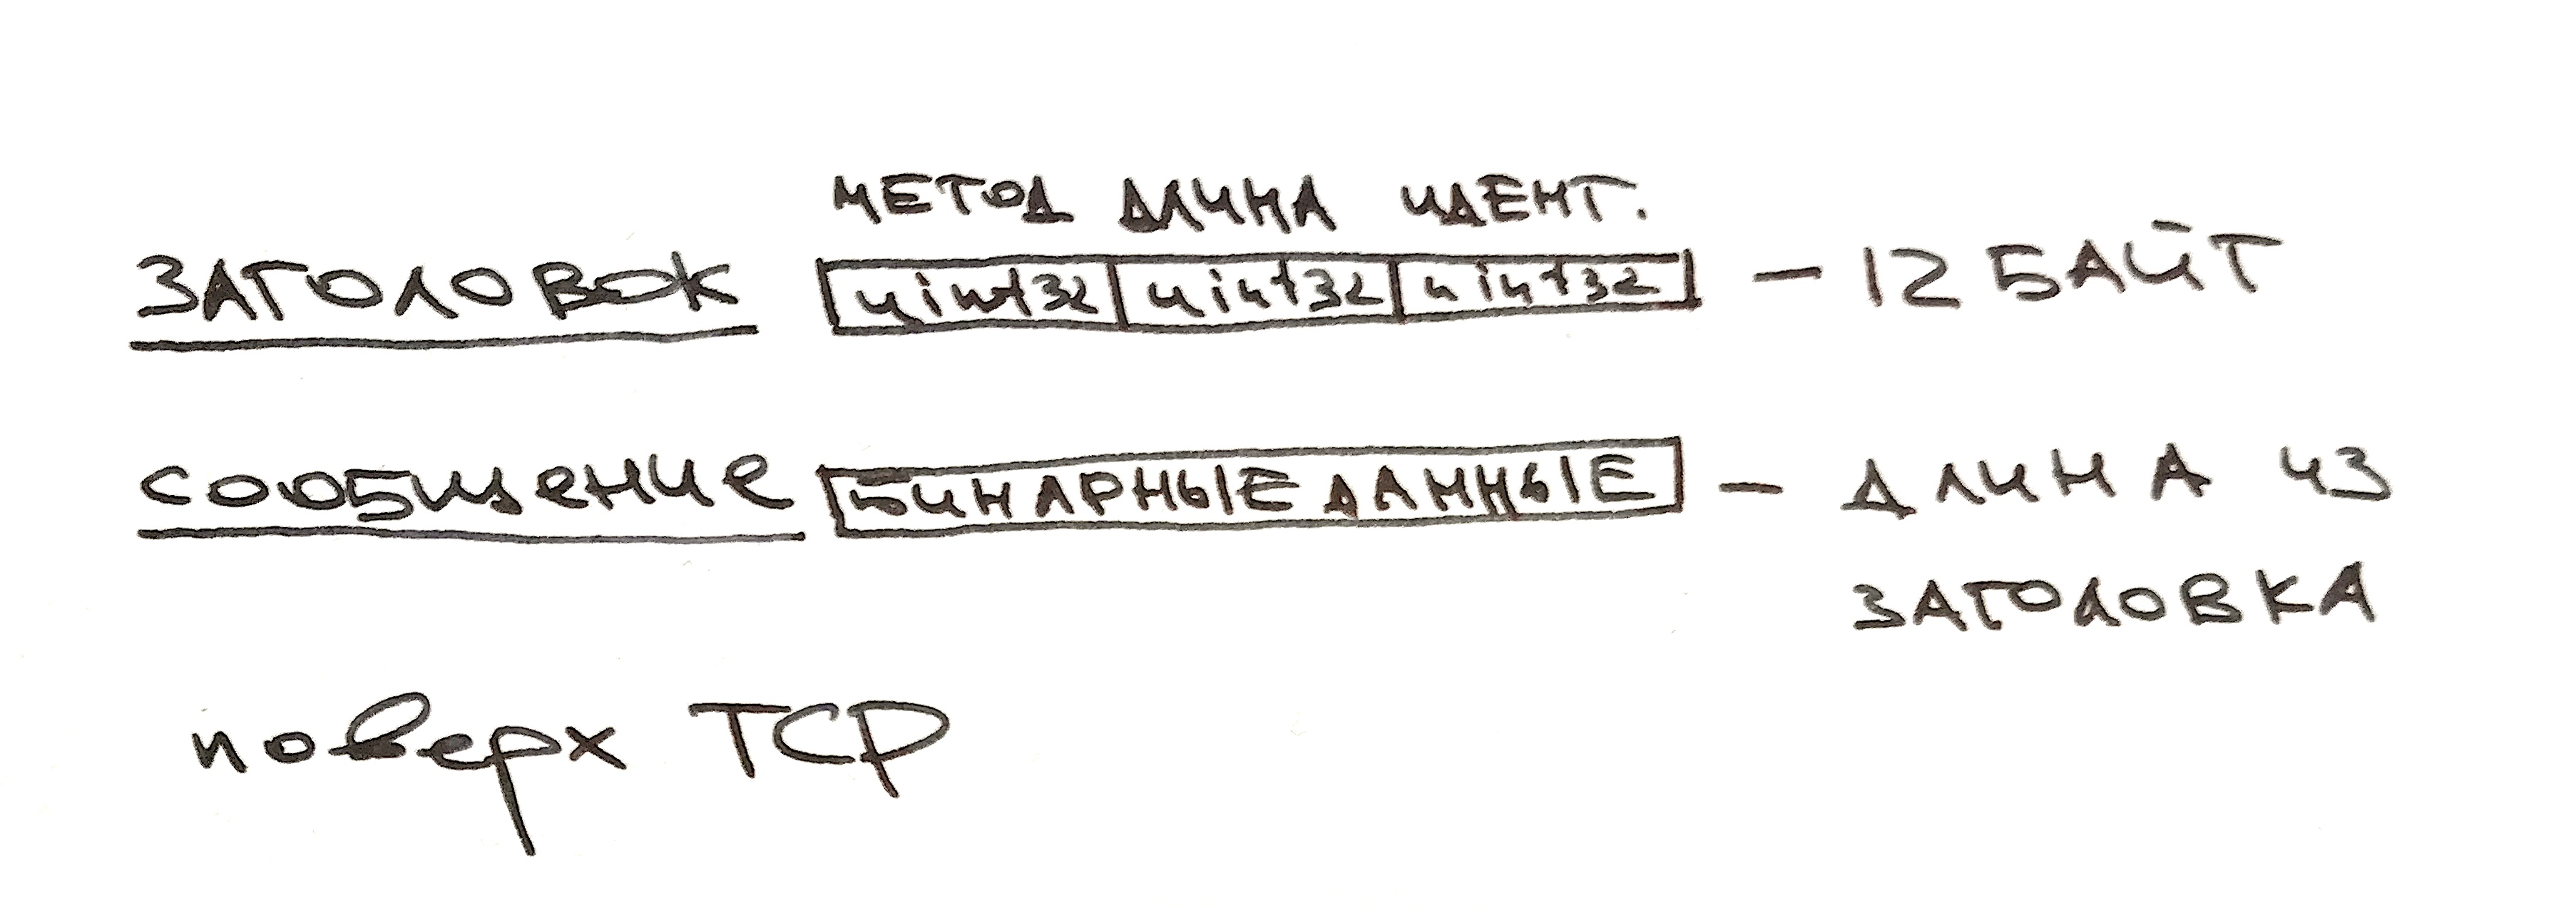 МЕТОД ДЛИНА ИДЕНТ.
ЗАГОЛОВОК uint32 uint32 uint32 – 12 БАЙТ
СООБЩЕНИЕ БИНАРНЫЕ ДАННЫЕ – ДЛИНА ИЗ
ЗАГОЛОВКА
поверх TCP